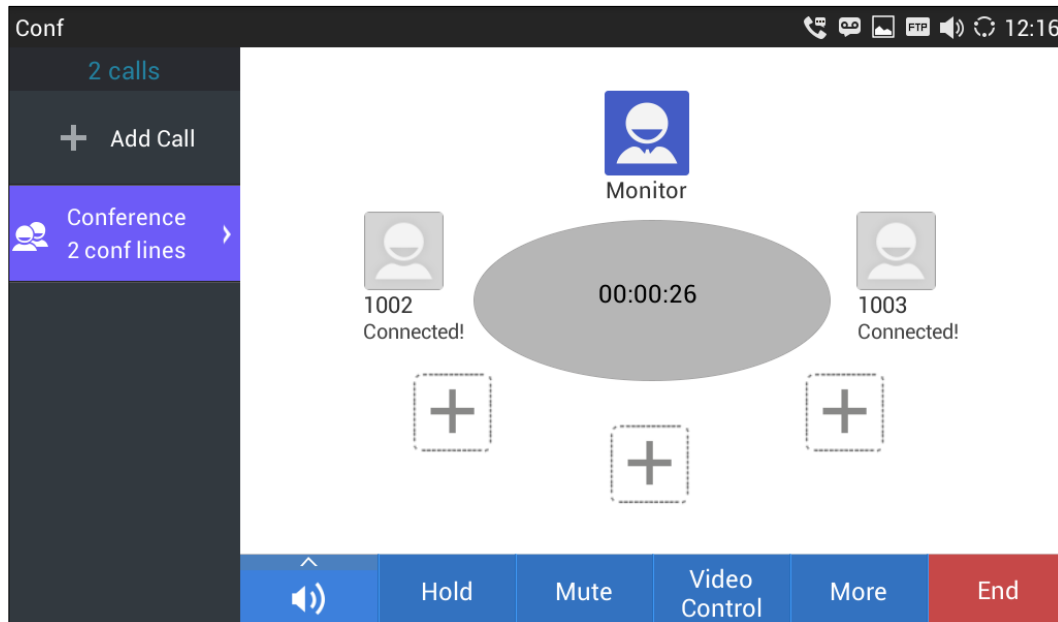 Conf
FTP
12:16
2 calls
Add Call
Conference
2 conf lines
Monitor
1002
Connected!
00:00:26
1003
Connected!
Hold
Mute
Video
Control
More
End